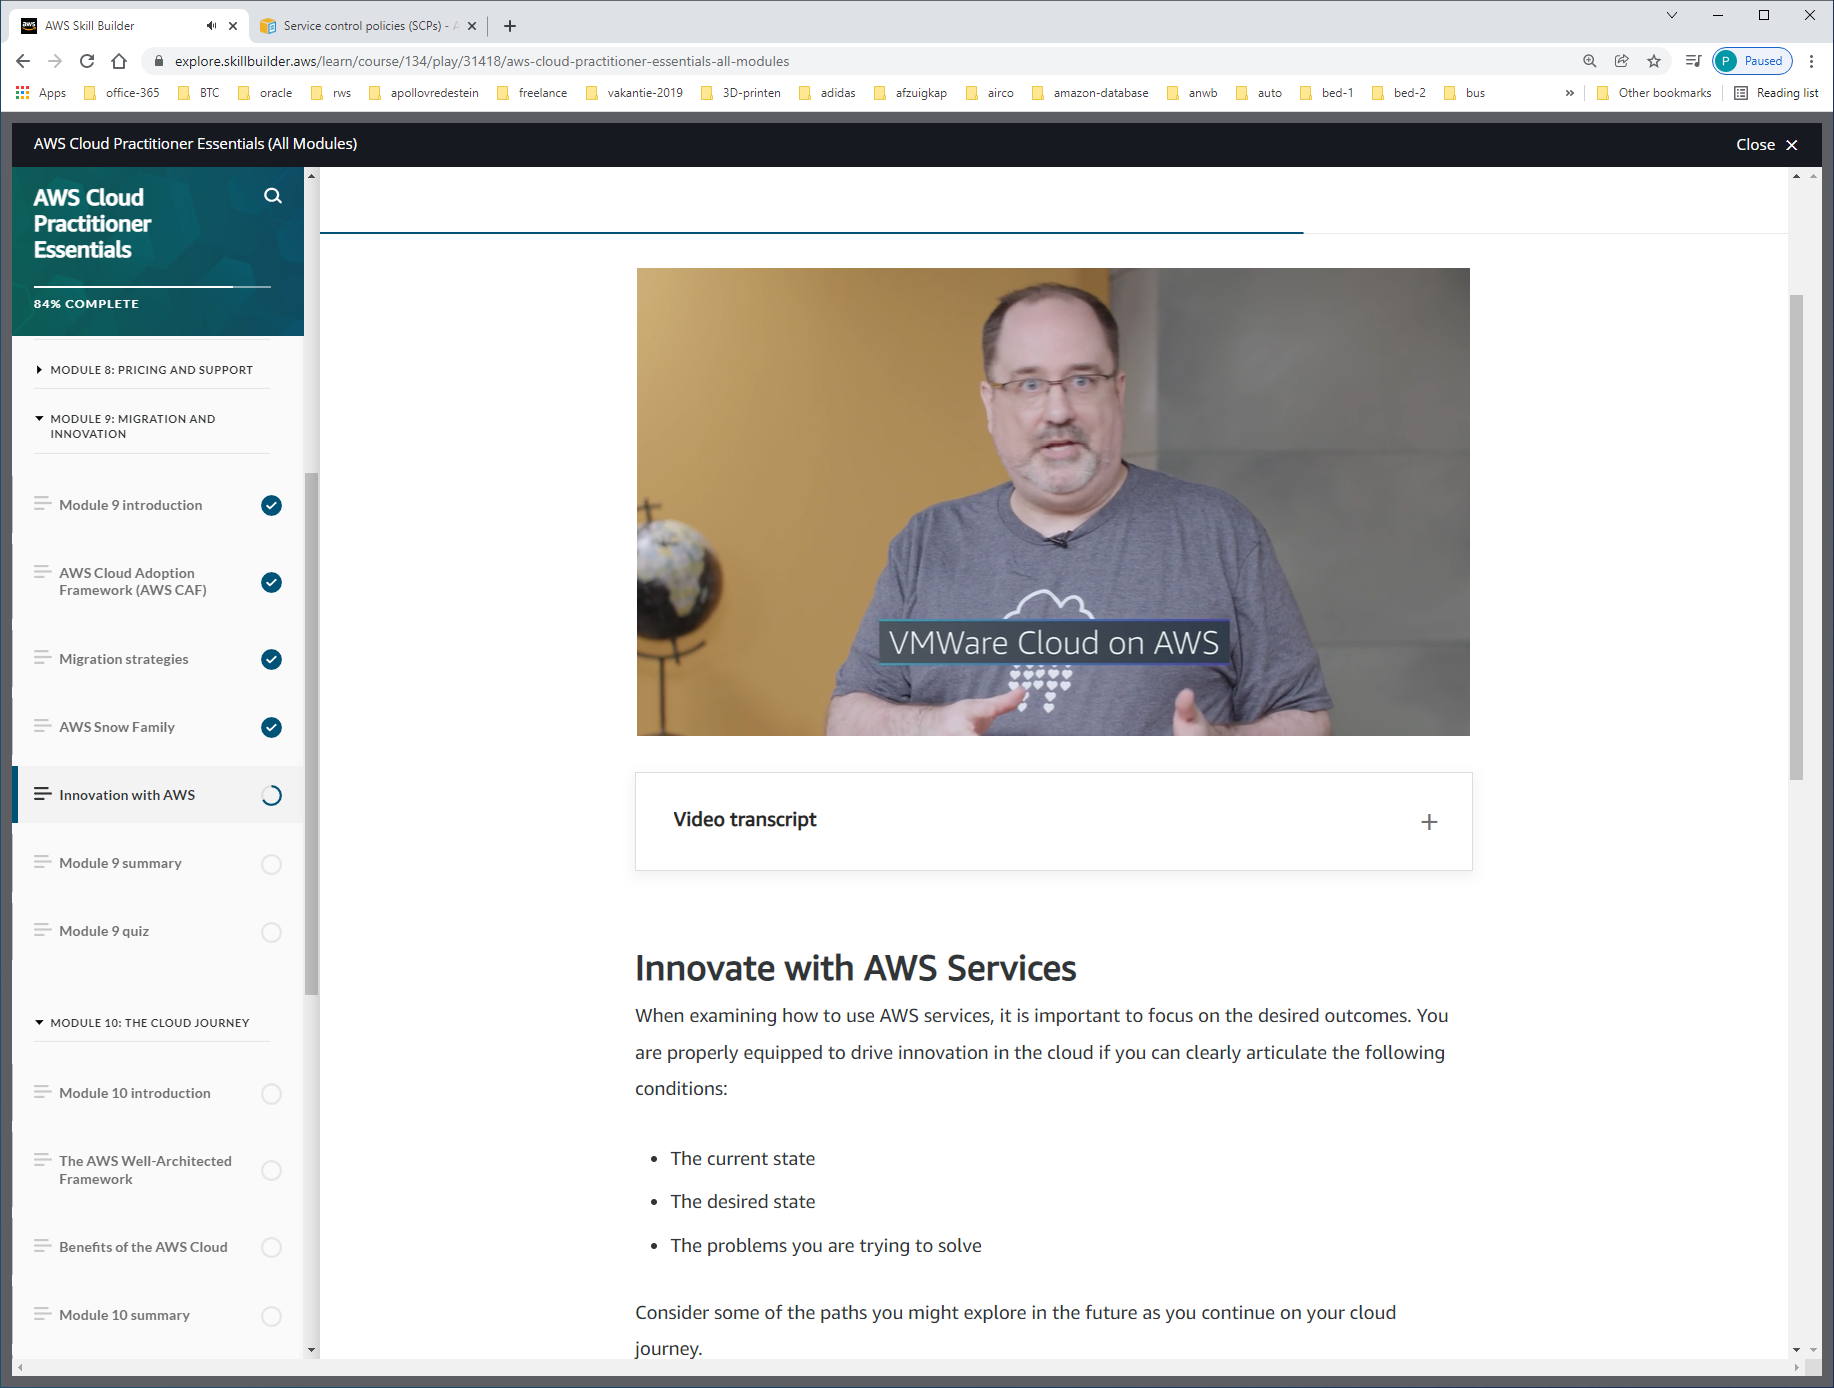 aws AWS Skill Builder
Service control policies (SCPs) - A
explore.skillbuilder.aws/learn/course/134/play/31418/aws-cloud-practitioner-essentials-all-modules
P Paused
Apps office-365 BTC oracle rws apollovredestein freelance vakantie-2019 3D-printen adidas afzuigkap airco amazon-database anwb auto bed-1 bed-2 bus » Other bookmarks Reading list
AWS Cloud Practitioner Essentials (All Modules)
Close
AWS Cloud
Practitioner
Essentials
84% COMPLETE
MODULE 8: PRICING AND SUPPORT
MODULE 9: MIGRATION AND
INNOVATION
Module 9 introduction
AWS Cloud Adoption
Framework (AWS CAF)
Migration strategies
AWS Snow Family
Innovation with AWS
Module 9 summary
Module 9 quiz
MODULE 10: THE CLOUD JOURNEY
Module 10 introduction
The AWS Well-Architected
Framework
Benefits of the AWS Cloud
Module 10 summary
VMWare Cloud on AWS
Video transcript
Innovate with AWS Services
When examining how to use AWS services, it is important to focus on the desired outcomes. You
are properly equipped to drive innovation in the cloud if you can clearly articulate the following
conditions:
• The current state
• The desired state
• The problems you are trying to solve
Consider some of the paths you might explore in the future as you continue on your cloud
journey.